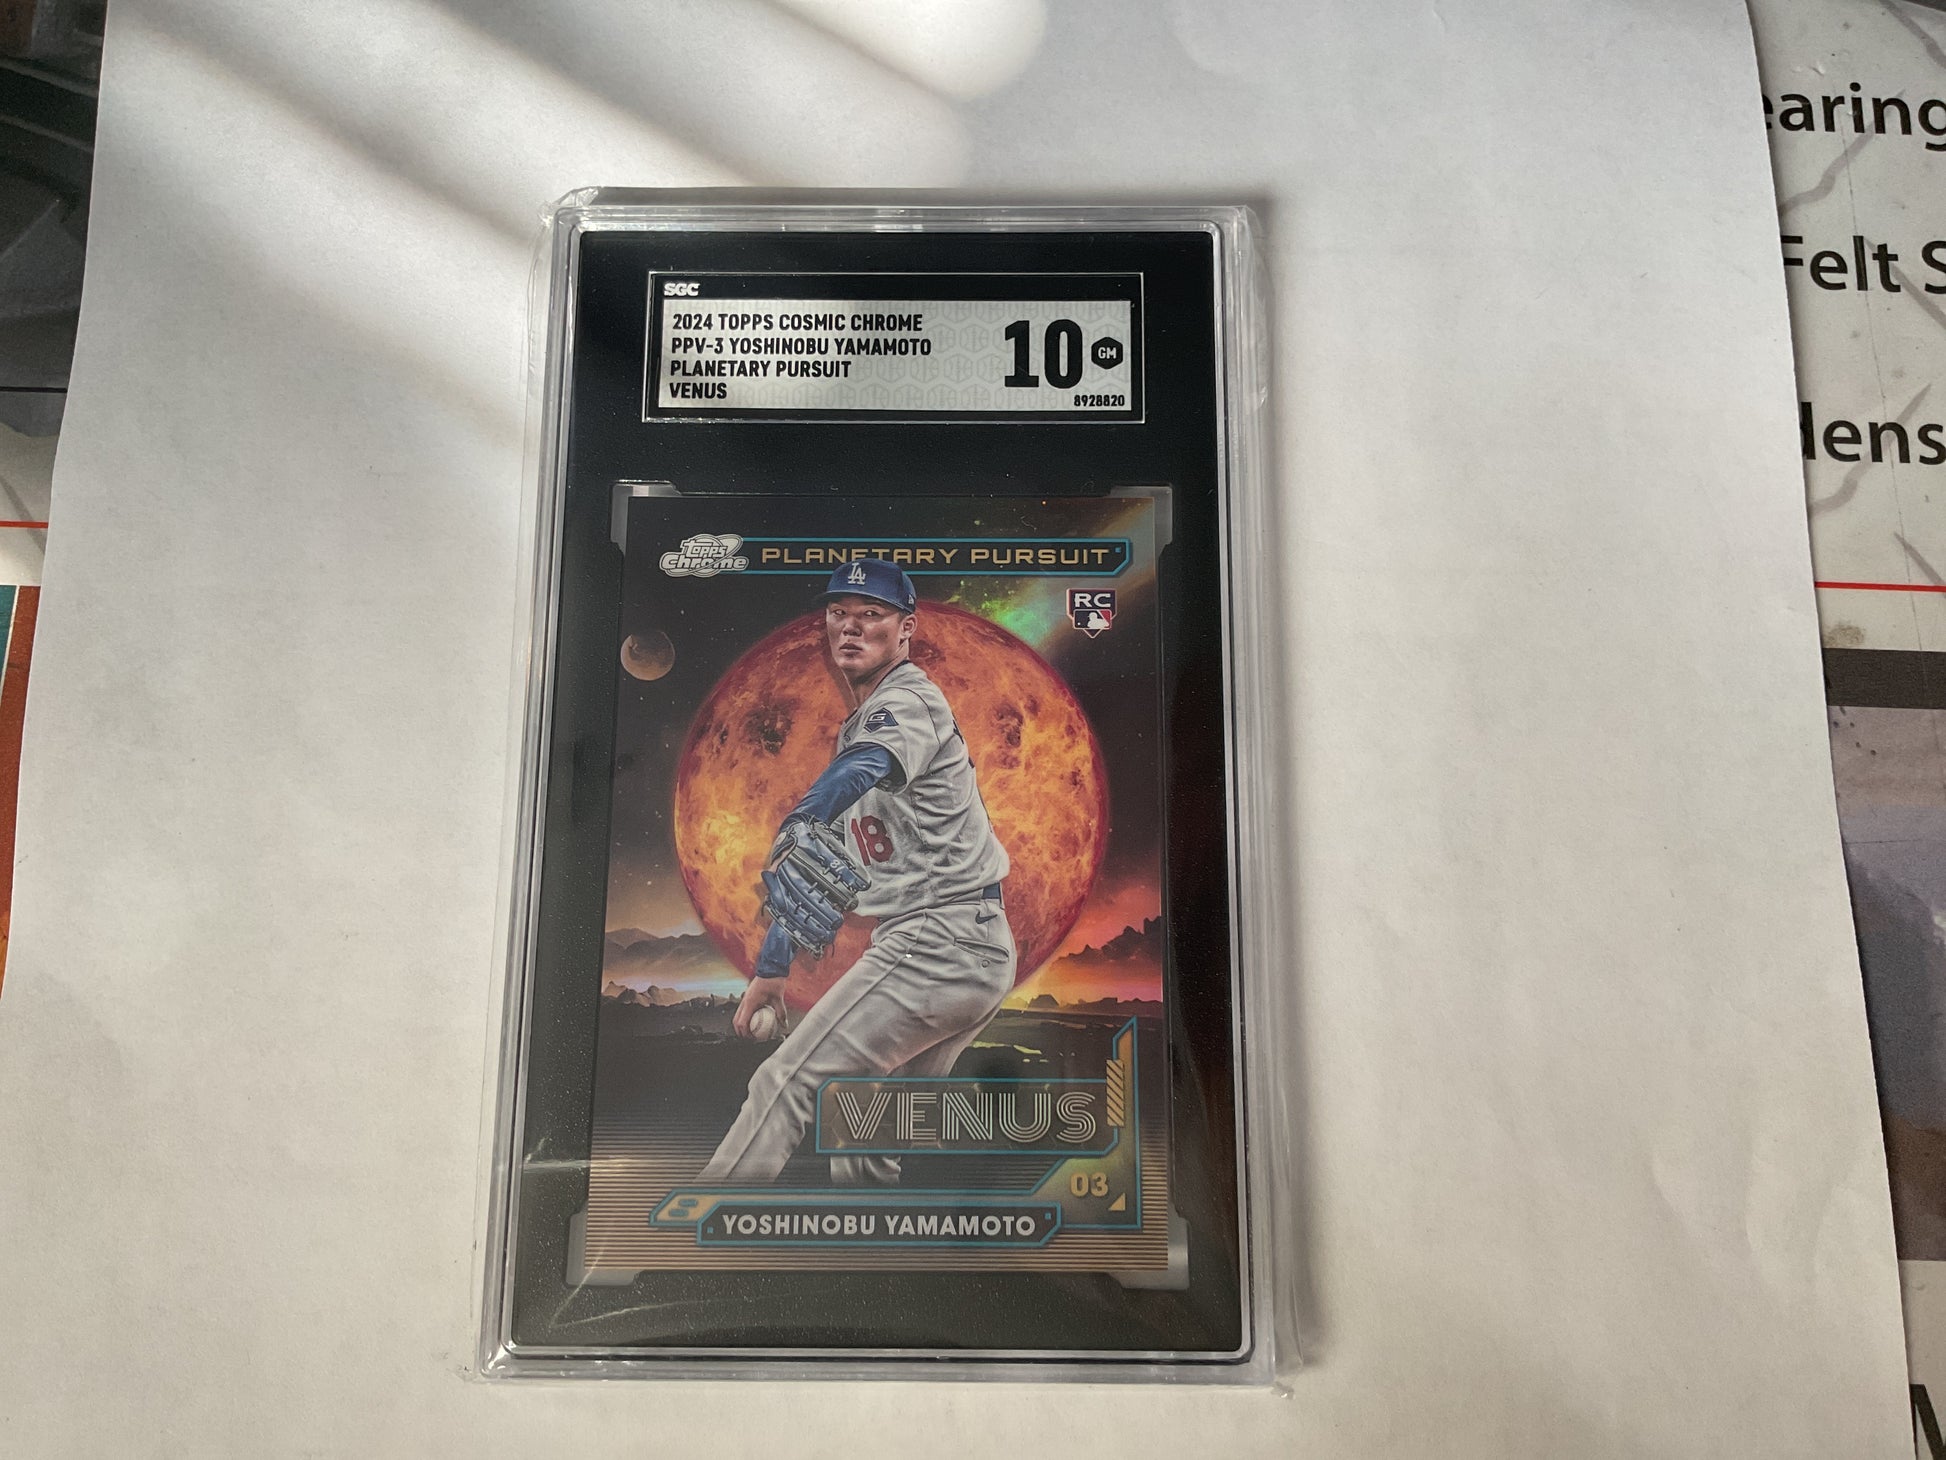 SGC
2024 TOPPS COSMIC CHROME
PPV-3 YOSHINOBU YAMAMOTO
PLANETARY PURSUIT
VENUS
10
GM
8928820
Topps
Chrome
PLANETARY PURSUIT
LA
RC
G
18
VENUS
03
YOSHINOBU YAMAMOTO
earing
Felt S
dens